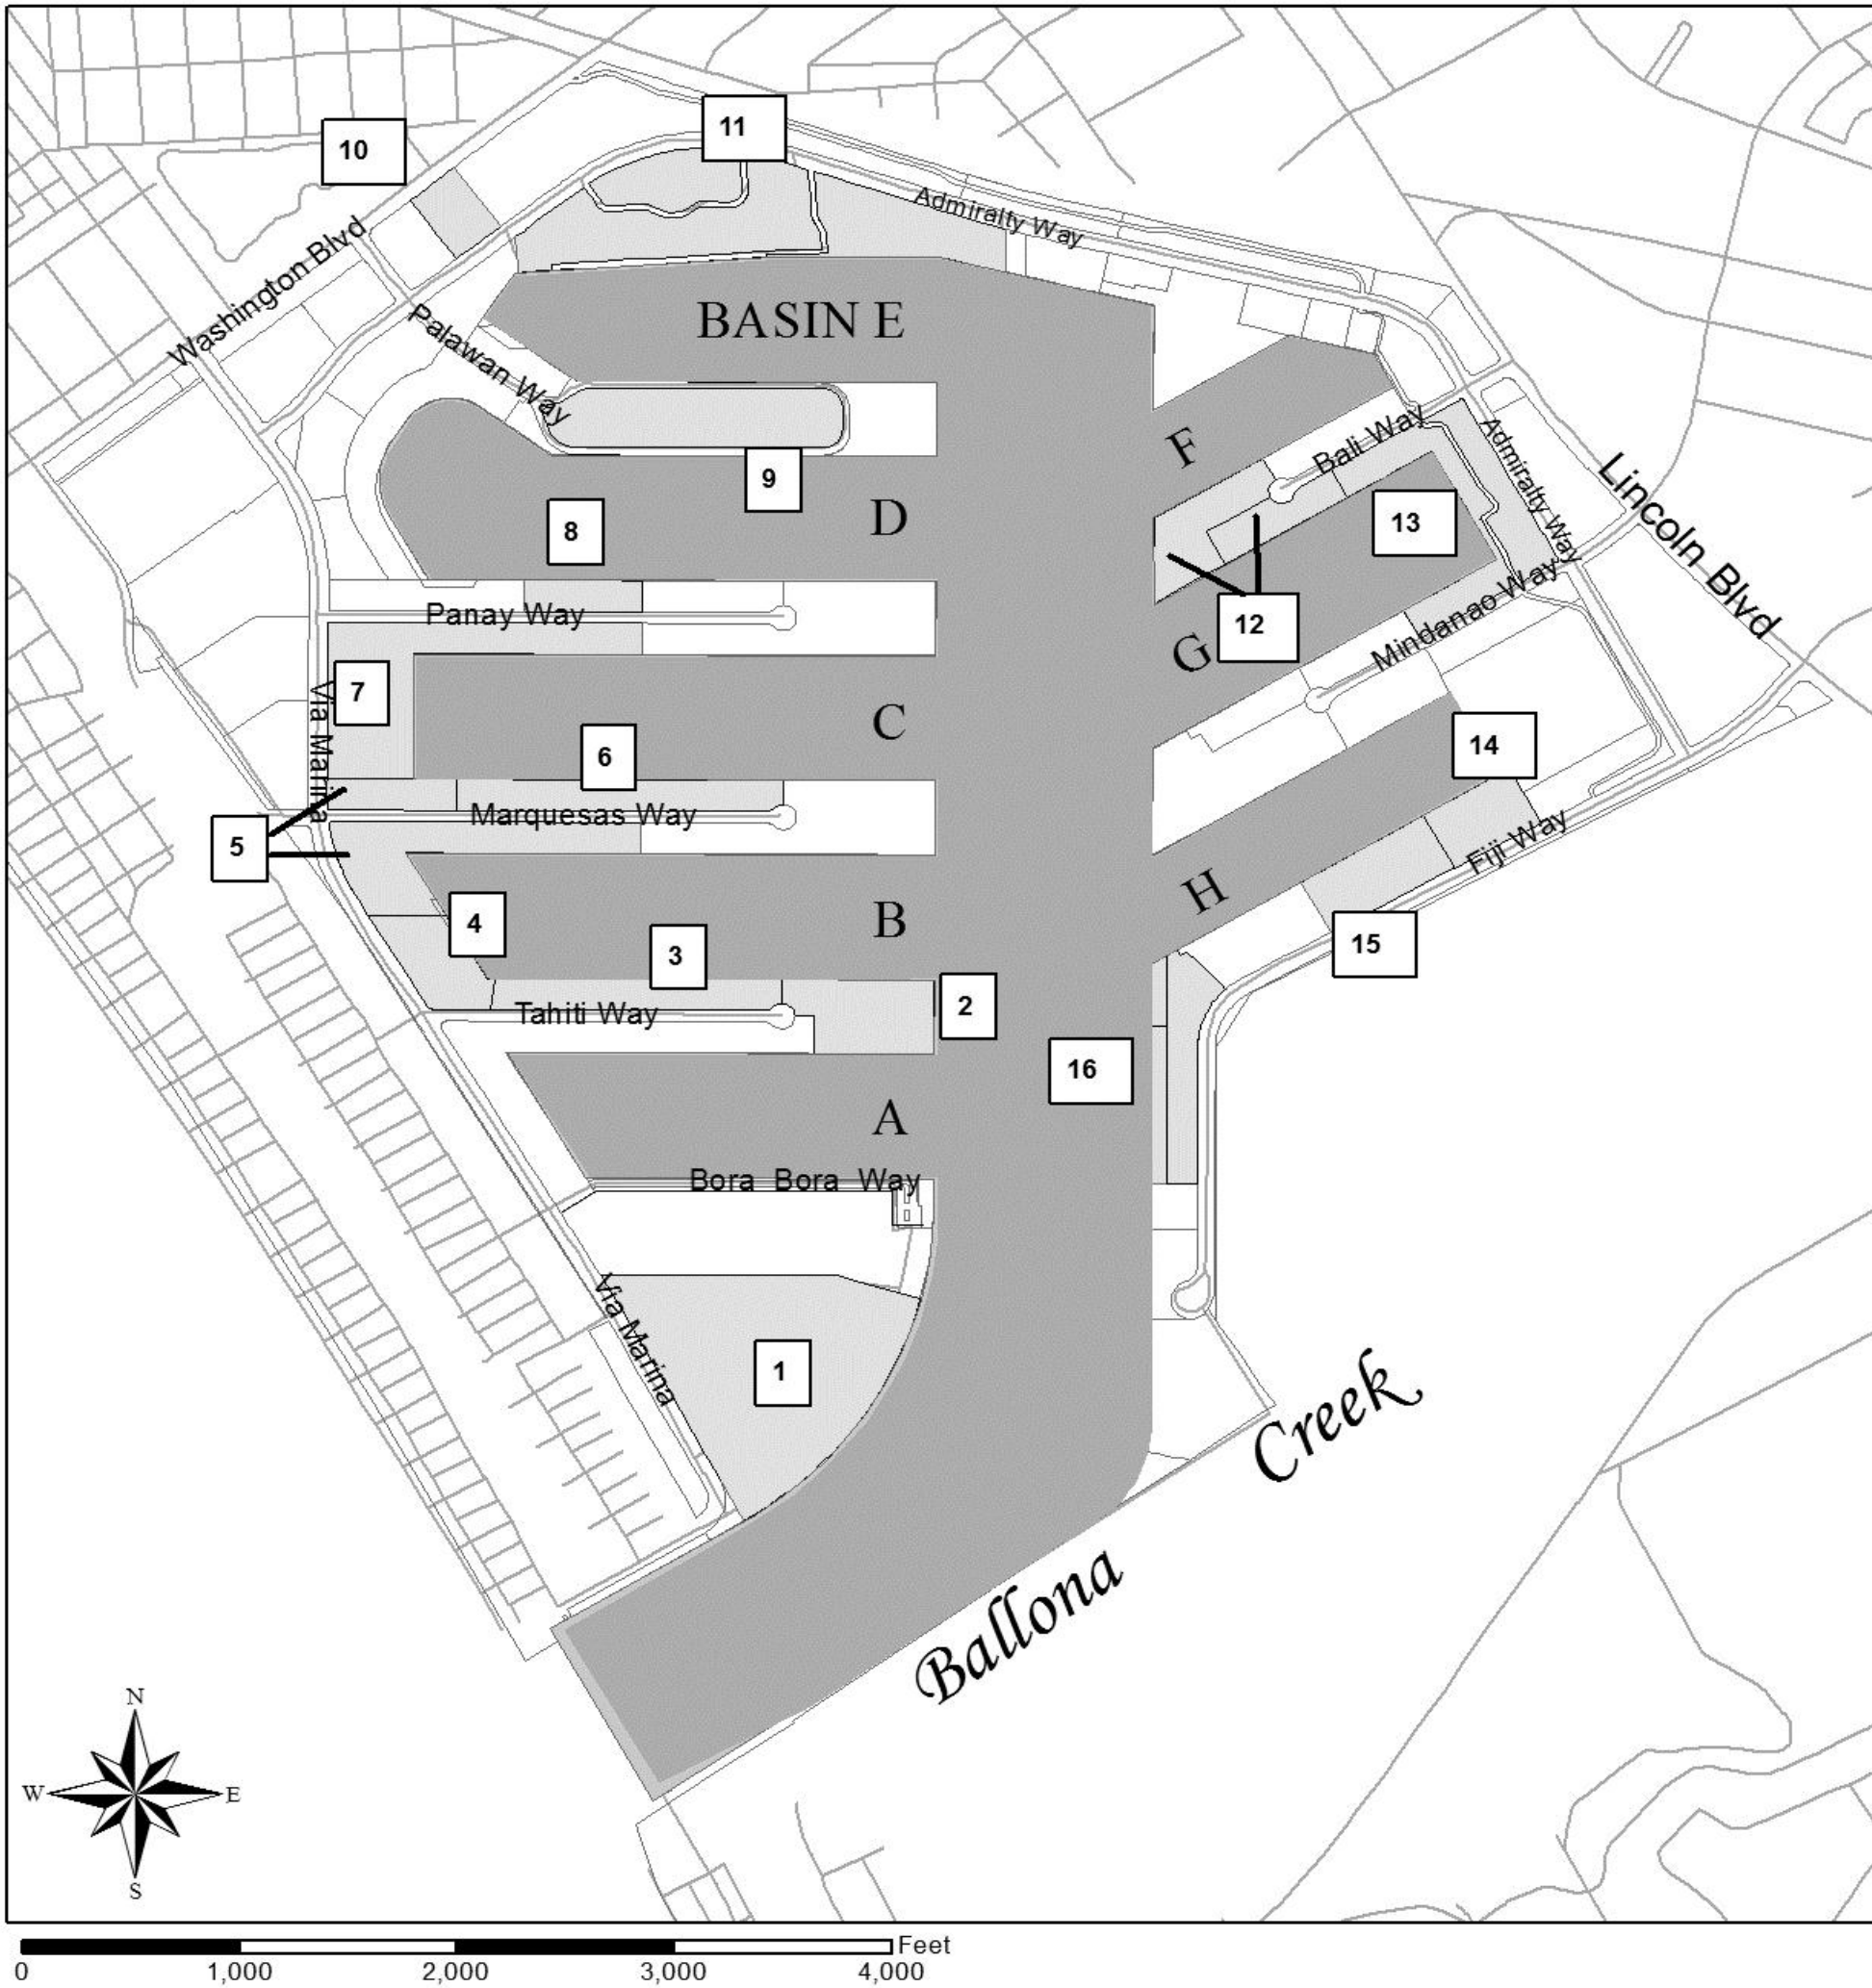 11
10
Admiralty Way
Washington Blvd
BASIN E
Palawan Way
F
Bali Way
Admiralty Way
Lincoln Blvd
9
8
D
13
Panay Way
12
G
Mindanao Way
7
Via Marina
C
6
14
Marquesas Way
5
Fiji Way
4
B
H
3
15
2
Tahiti Way
16
A
Bora Bora Way
Via Marina
1
Creek
Ballona
N
W
E
S
Feet
0
1,000
2,000
3,000
4,000